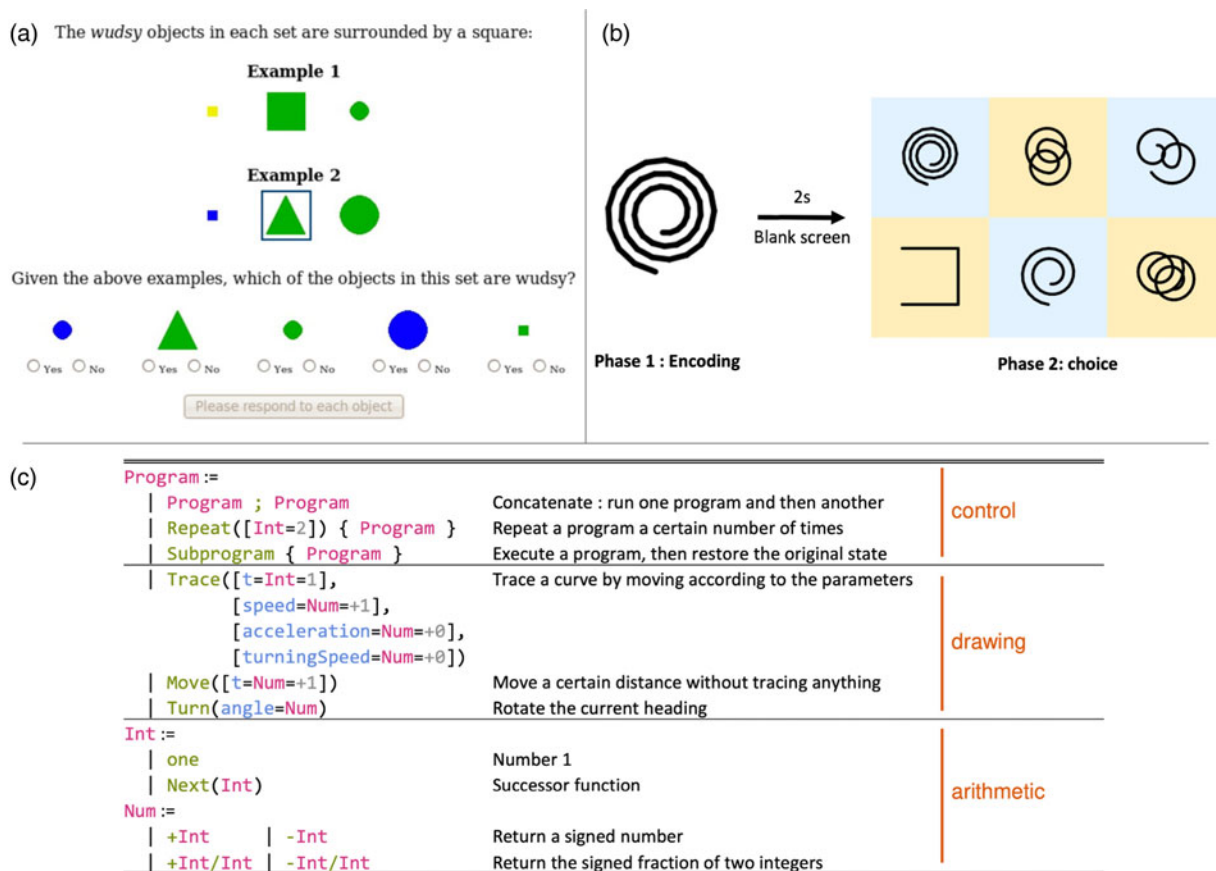 (a) The wudsy objects in each set are surrounded by a square:
Example 1
Example 2
Given the above examples, which of the objects in this set are wudsy?
Yes No Yes No Yes No Yes No Yes No
Please respond to each object
(b)
2s
Blank screen
Phase 1 : Encoding
Phase 2: choice
(c)
Program :=
| Program ; Program Concatenate : run one program and then another
| Repeat([Int=2]) { Program } Repeat a program a certain number of times
| Subprogram { Program } Execute a program, then restore the original state
control
| Trace([t=Int=1], Trace a curve by moving according to the parameters
[speed=Num=+1],
[acceleration=Num=+0],
[turningSpeed=Num=+0])
| Move([t=Num=+1]) Move a certain distance without tracing anything
| Turn(angle=Num) Rotate the current heading
drawing
Int :=
| one Number 1
| Next(Int) Successor function
Num :=
| +Int | -Int Return a signed number
| +Int/Int | -Int/Int Return the signed fraction of two integers
arithmetic